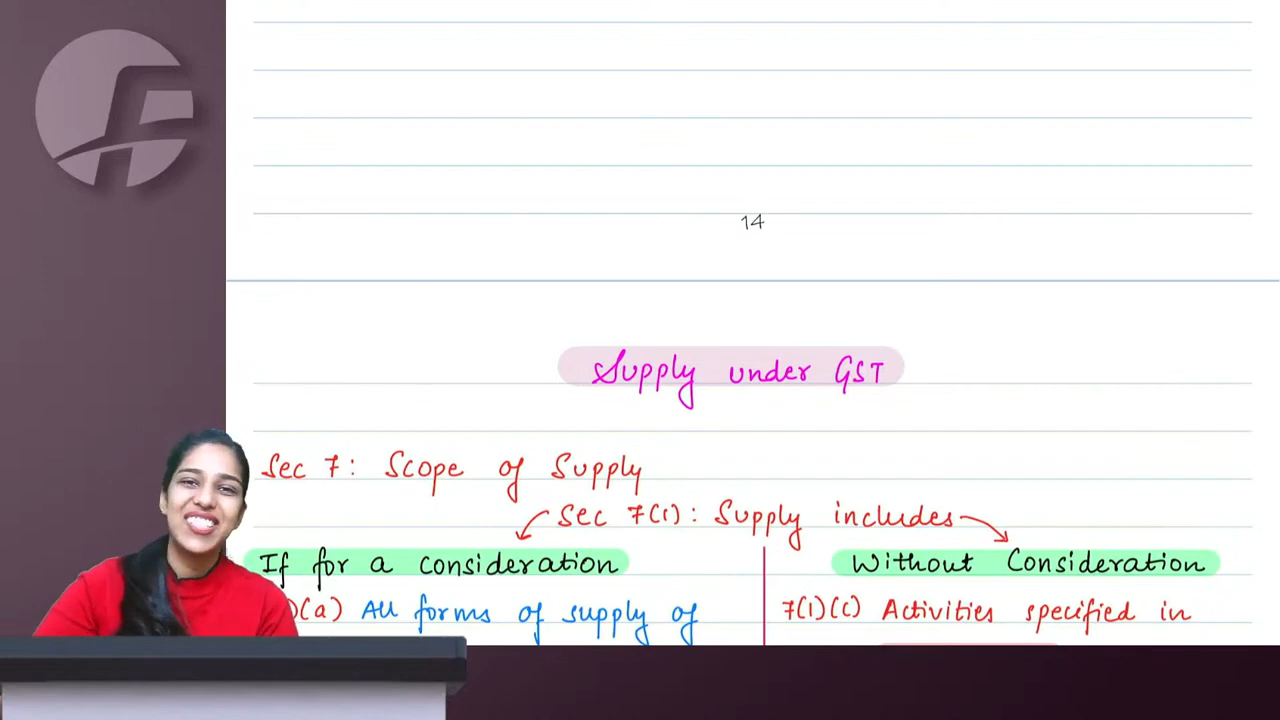 14
Supply under GST
Sec 7: Scope of Supply
Sec 7(1): Supply includes
If for a consideration
Without Consideration
)(a) All forms of supply of
7(1)(c) Activities specified in